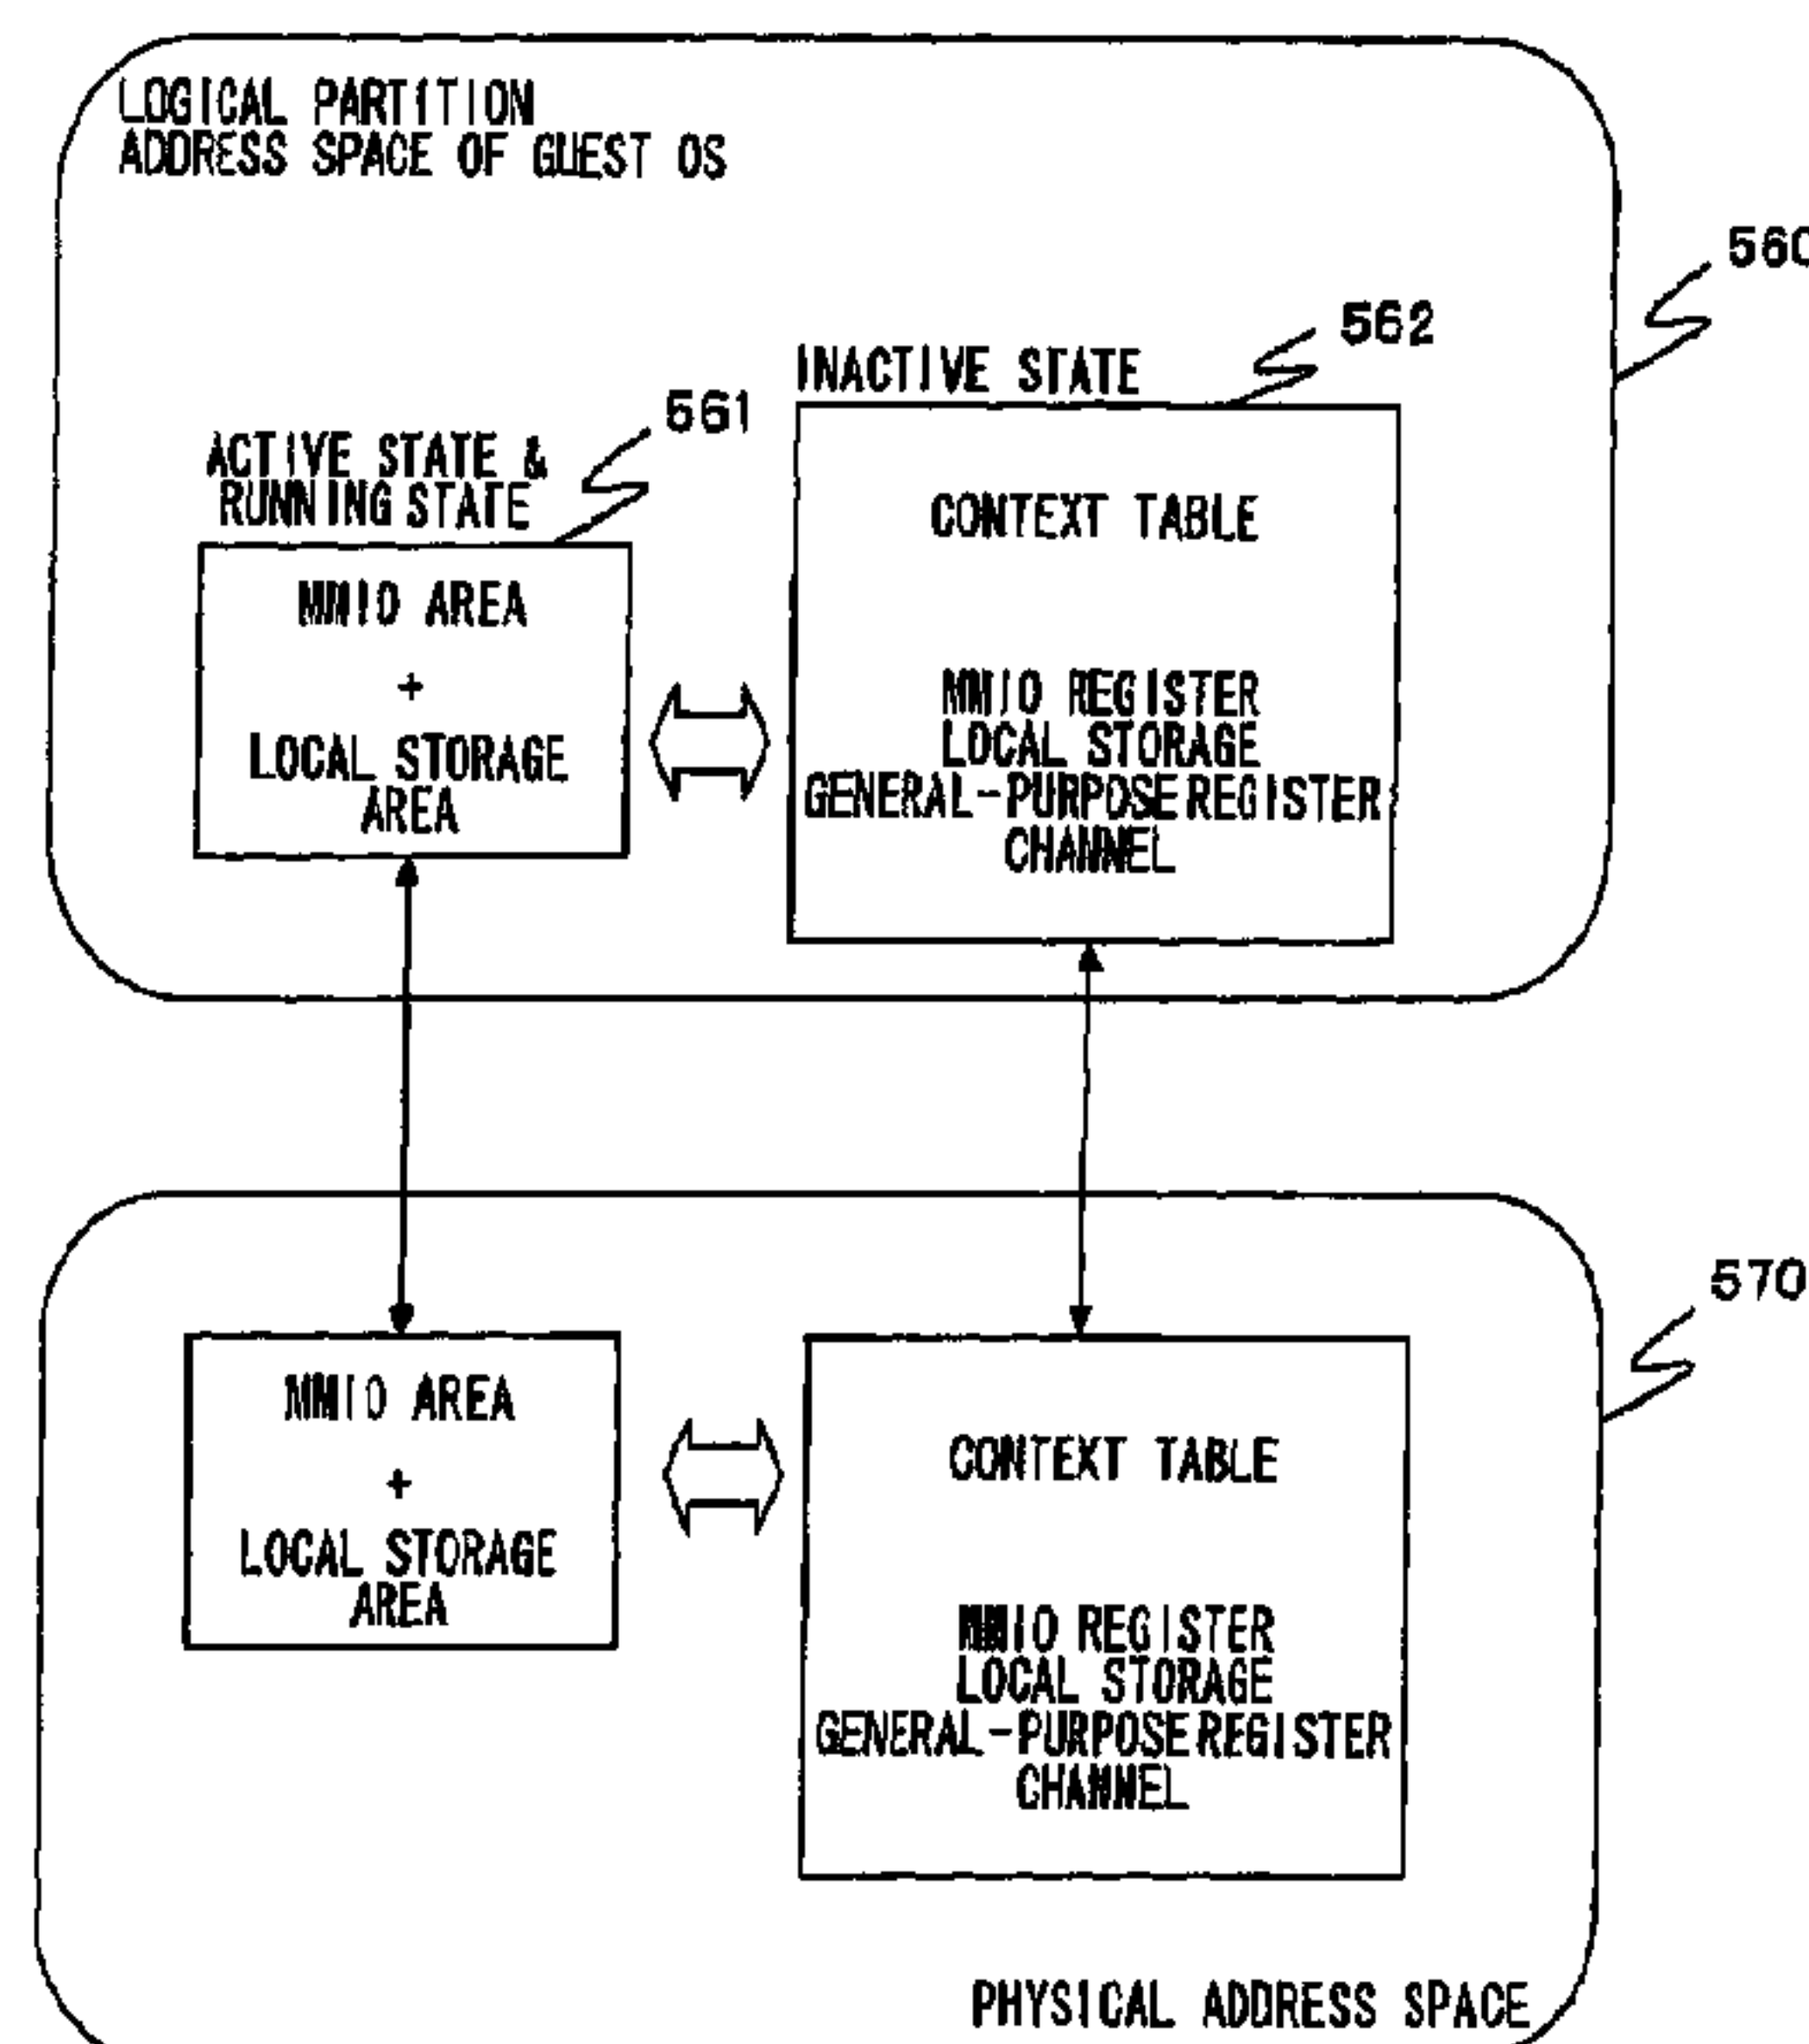 LOGICAL PARTITION
ADDRESS SPACE OF GUEST OS
560
562
INACTIVE STATE
561
ACTIVE STATE &
RUNNING STATE
MMIO AREA
+
LOCAL STORAGE
AREA
CONTEXT TABLE
MMIO REGISTER
LOCAL STORAGE
GENERAL-PURPOSE REGISTER
CHANNEL
570
MMIO AREA
+
LOCAL STORAGE
AREA
CONTEXT TABLE
MMIO REGISTER
LOCAL STORAGE
GENERAL-PURPOSE REGISTER
CHANNEL
PHYSICAL ADDRESS SPACE